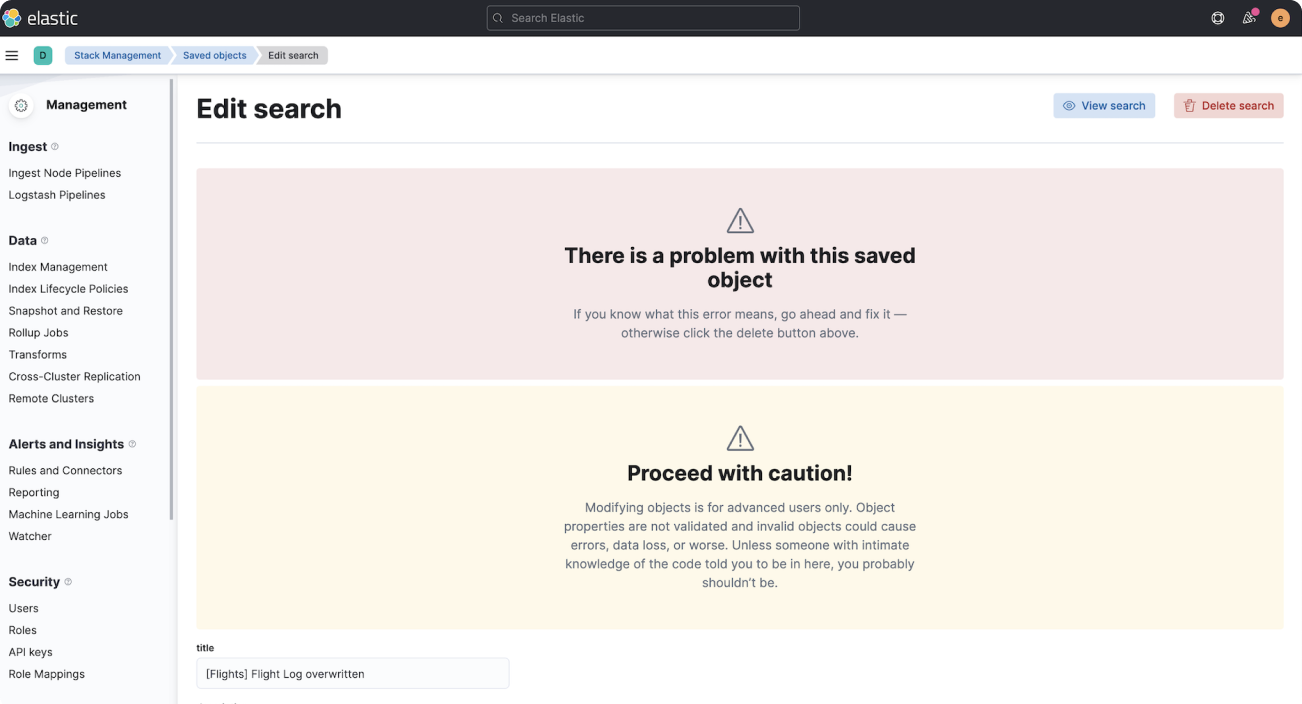 elastic
Search Elastic
e
D
Stack Management
Saved objects
Edit search
Management
Ingest
Ingest Node Pipelines
Logstash Pipelines
Data
Index Management
Index Lifecycle Policies
Snapshot and Restore
Rollup Jobs
Transforms
Cross-Cluster Replication
Remote Clusters
Alerts and Insights
Rules and Connectors
Reporting
Machine Learning Jobs
Watcher
Security
Users
Roles
API keys
Role Mappings
Edit search
View search
Delete search
There is a problem with this saved
object
If you know what this error means, go ahead and fix it —
otherwise click the delete button above.
Proceed with caution!
Modifying objects is for advanced users only. Object
properties are not validated and invalid objects could cause
errors, data loss, or worse. Unless someone with intimate
knowledge of the code told you to be in here, you probably
shouldn’t be.
title
[Flights] Flight Log overwritten